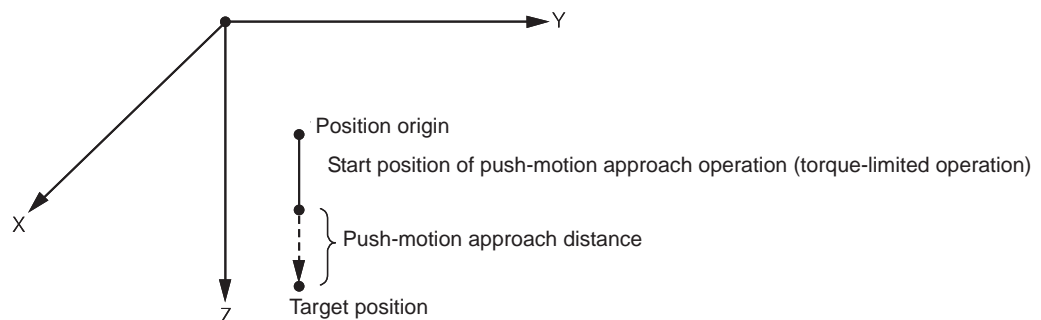 Y
Position origin
Start position of push-motion approach operation (torque-limited operation)
X
Push-motion approach distance
Target position
Z